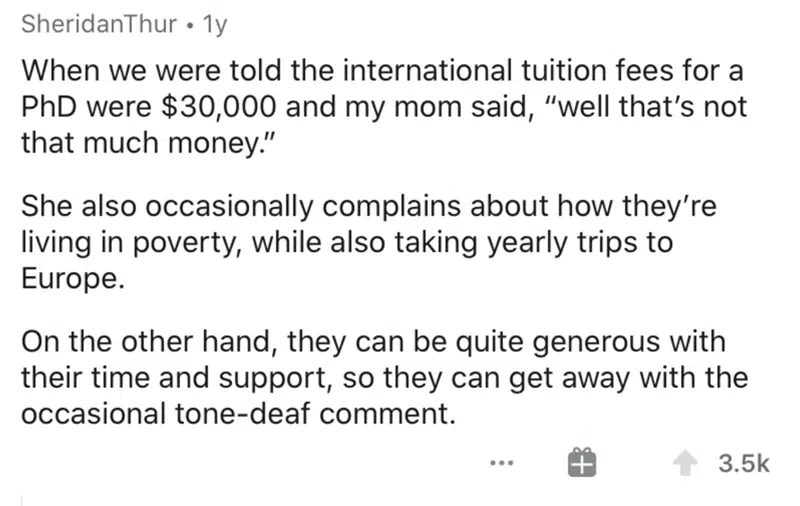 SheridanThur • 1y
When we were told the international tuition fees for a
PhD were $30,000 and my mom said, “well that’s not
that much money.”
She also occasionally complains about how they’re
living in poverty, while also taking yearly trips to
Europe.
On the other hand, they can be quite generous with
their time and support, so they can get away with the
occasional tone-deaf comment.
3.5k